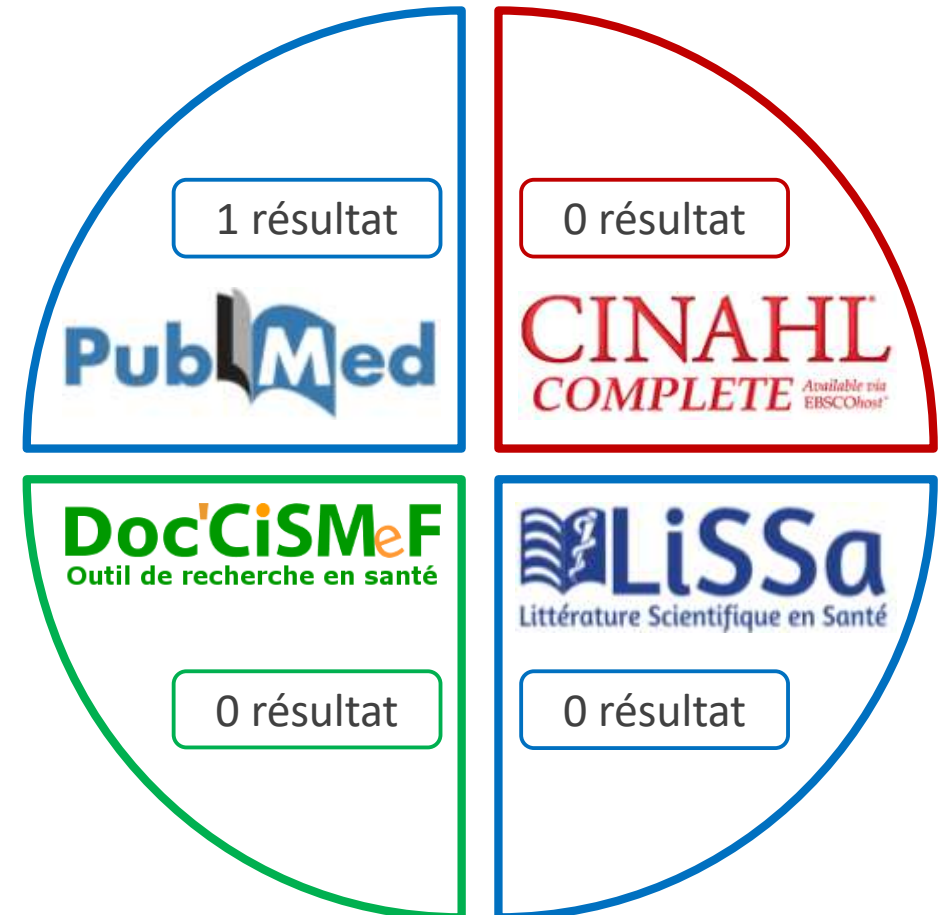 1 résultat
PubMed
0 résultat
CINAHL
COMPLETE Available via
EBSCOhost
Doc'CiSMeF
Outil de recherche en santé
0 résultat
LiSSa
Littérature Scientifique en Santé
0 résultat